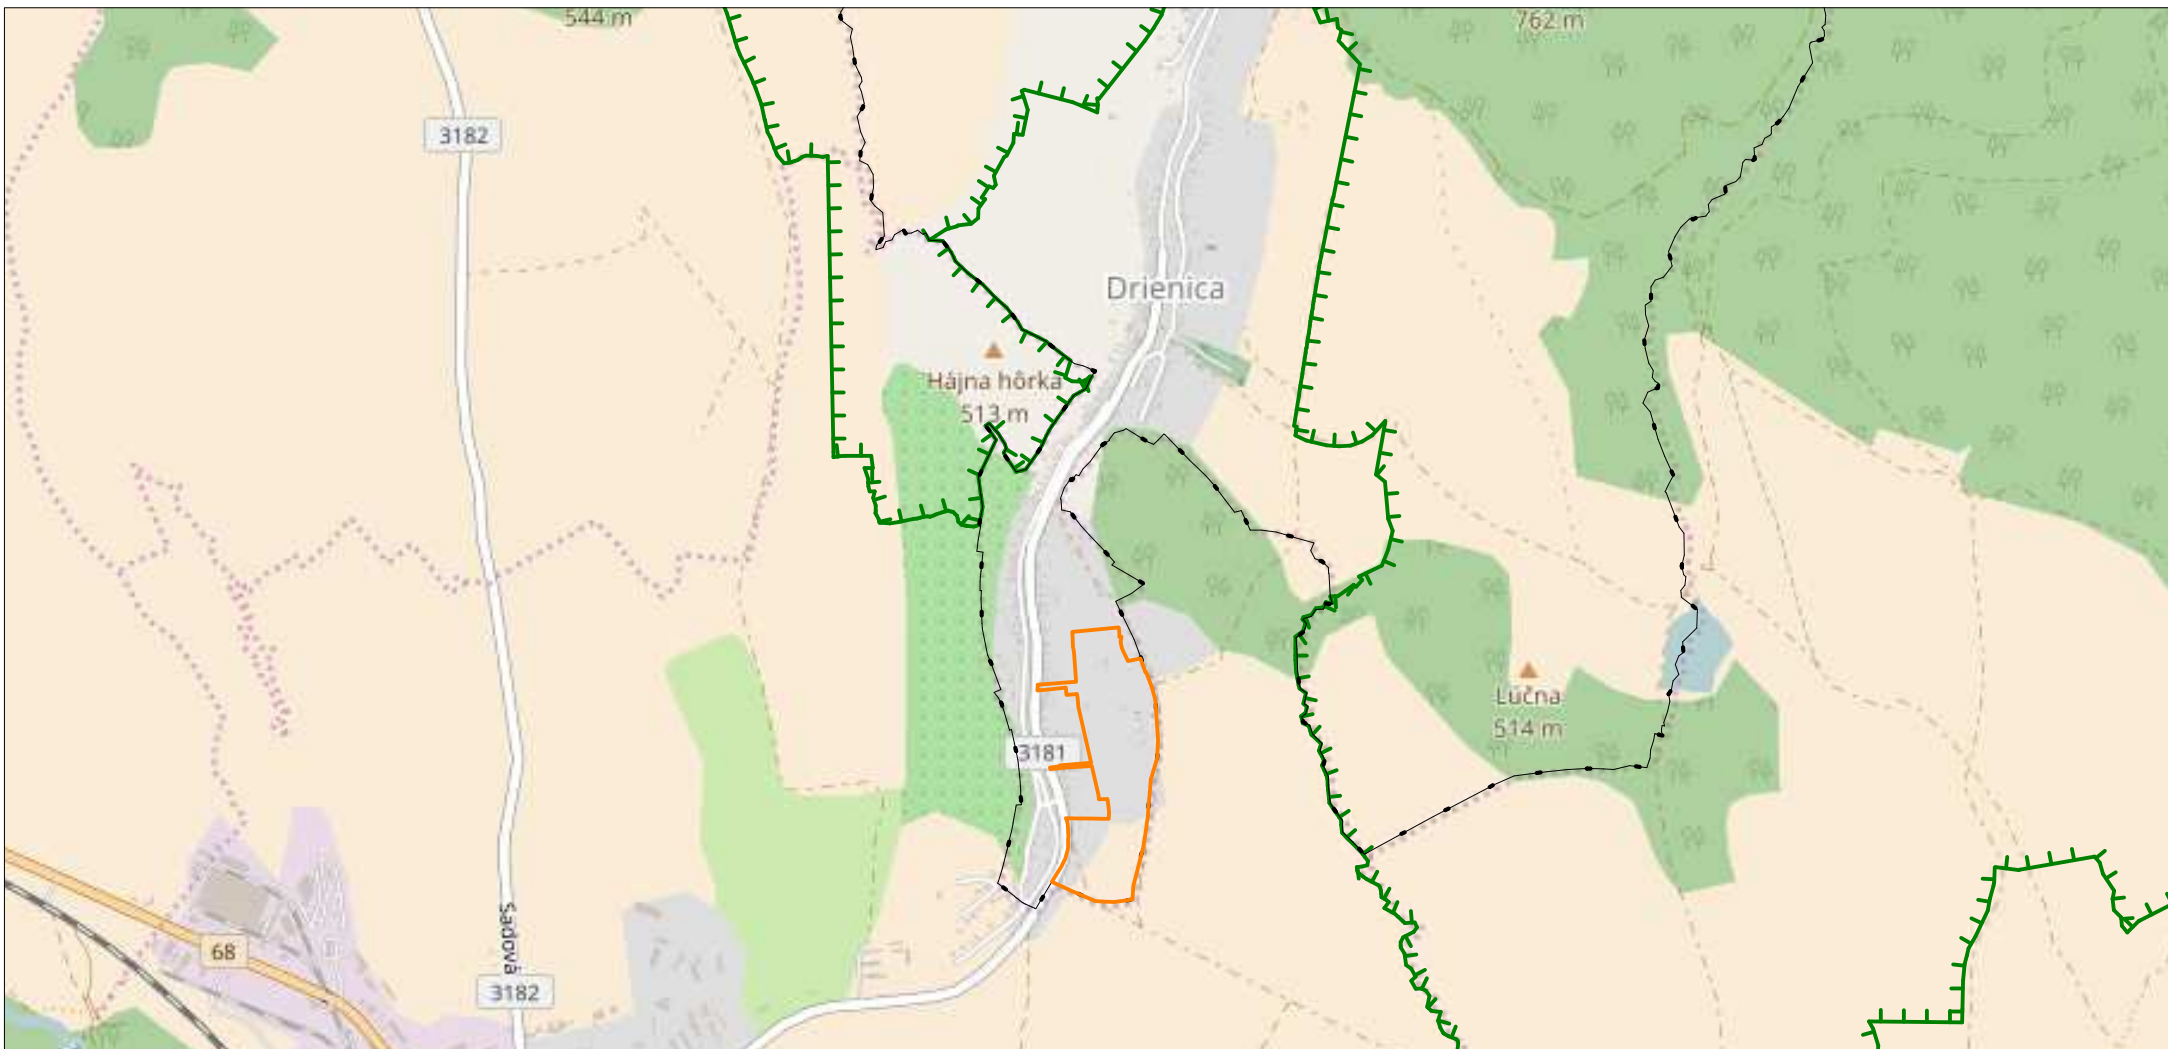 544 m
762 m
3182
Drienica
Hájna hôrka
513 m
Lúčna
514 m
3181
Sadová
68
3182